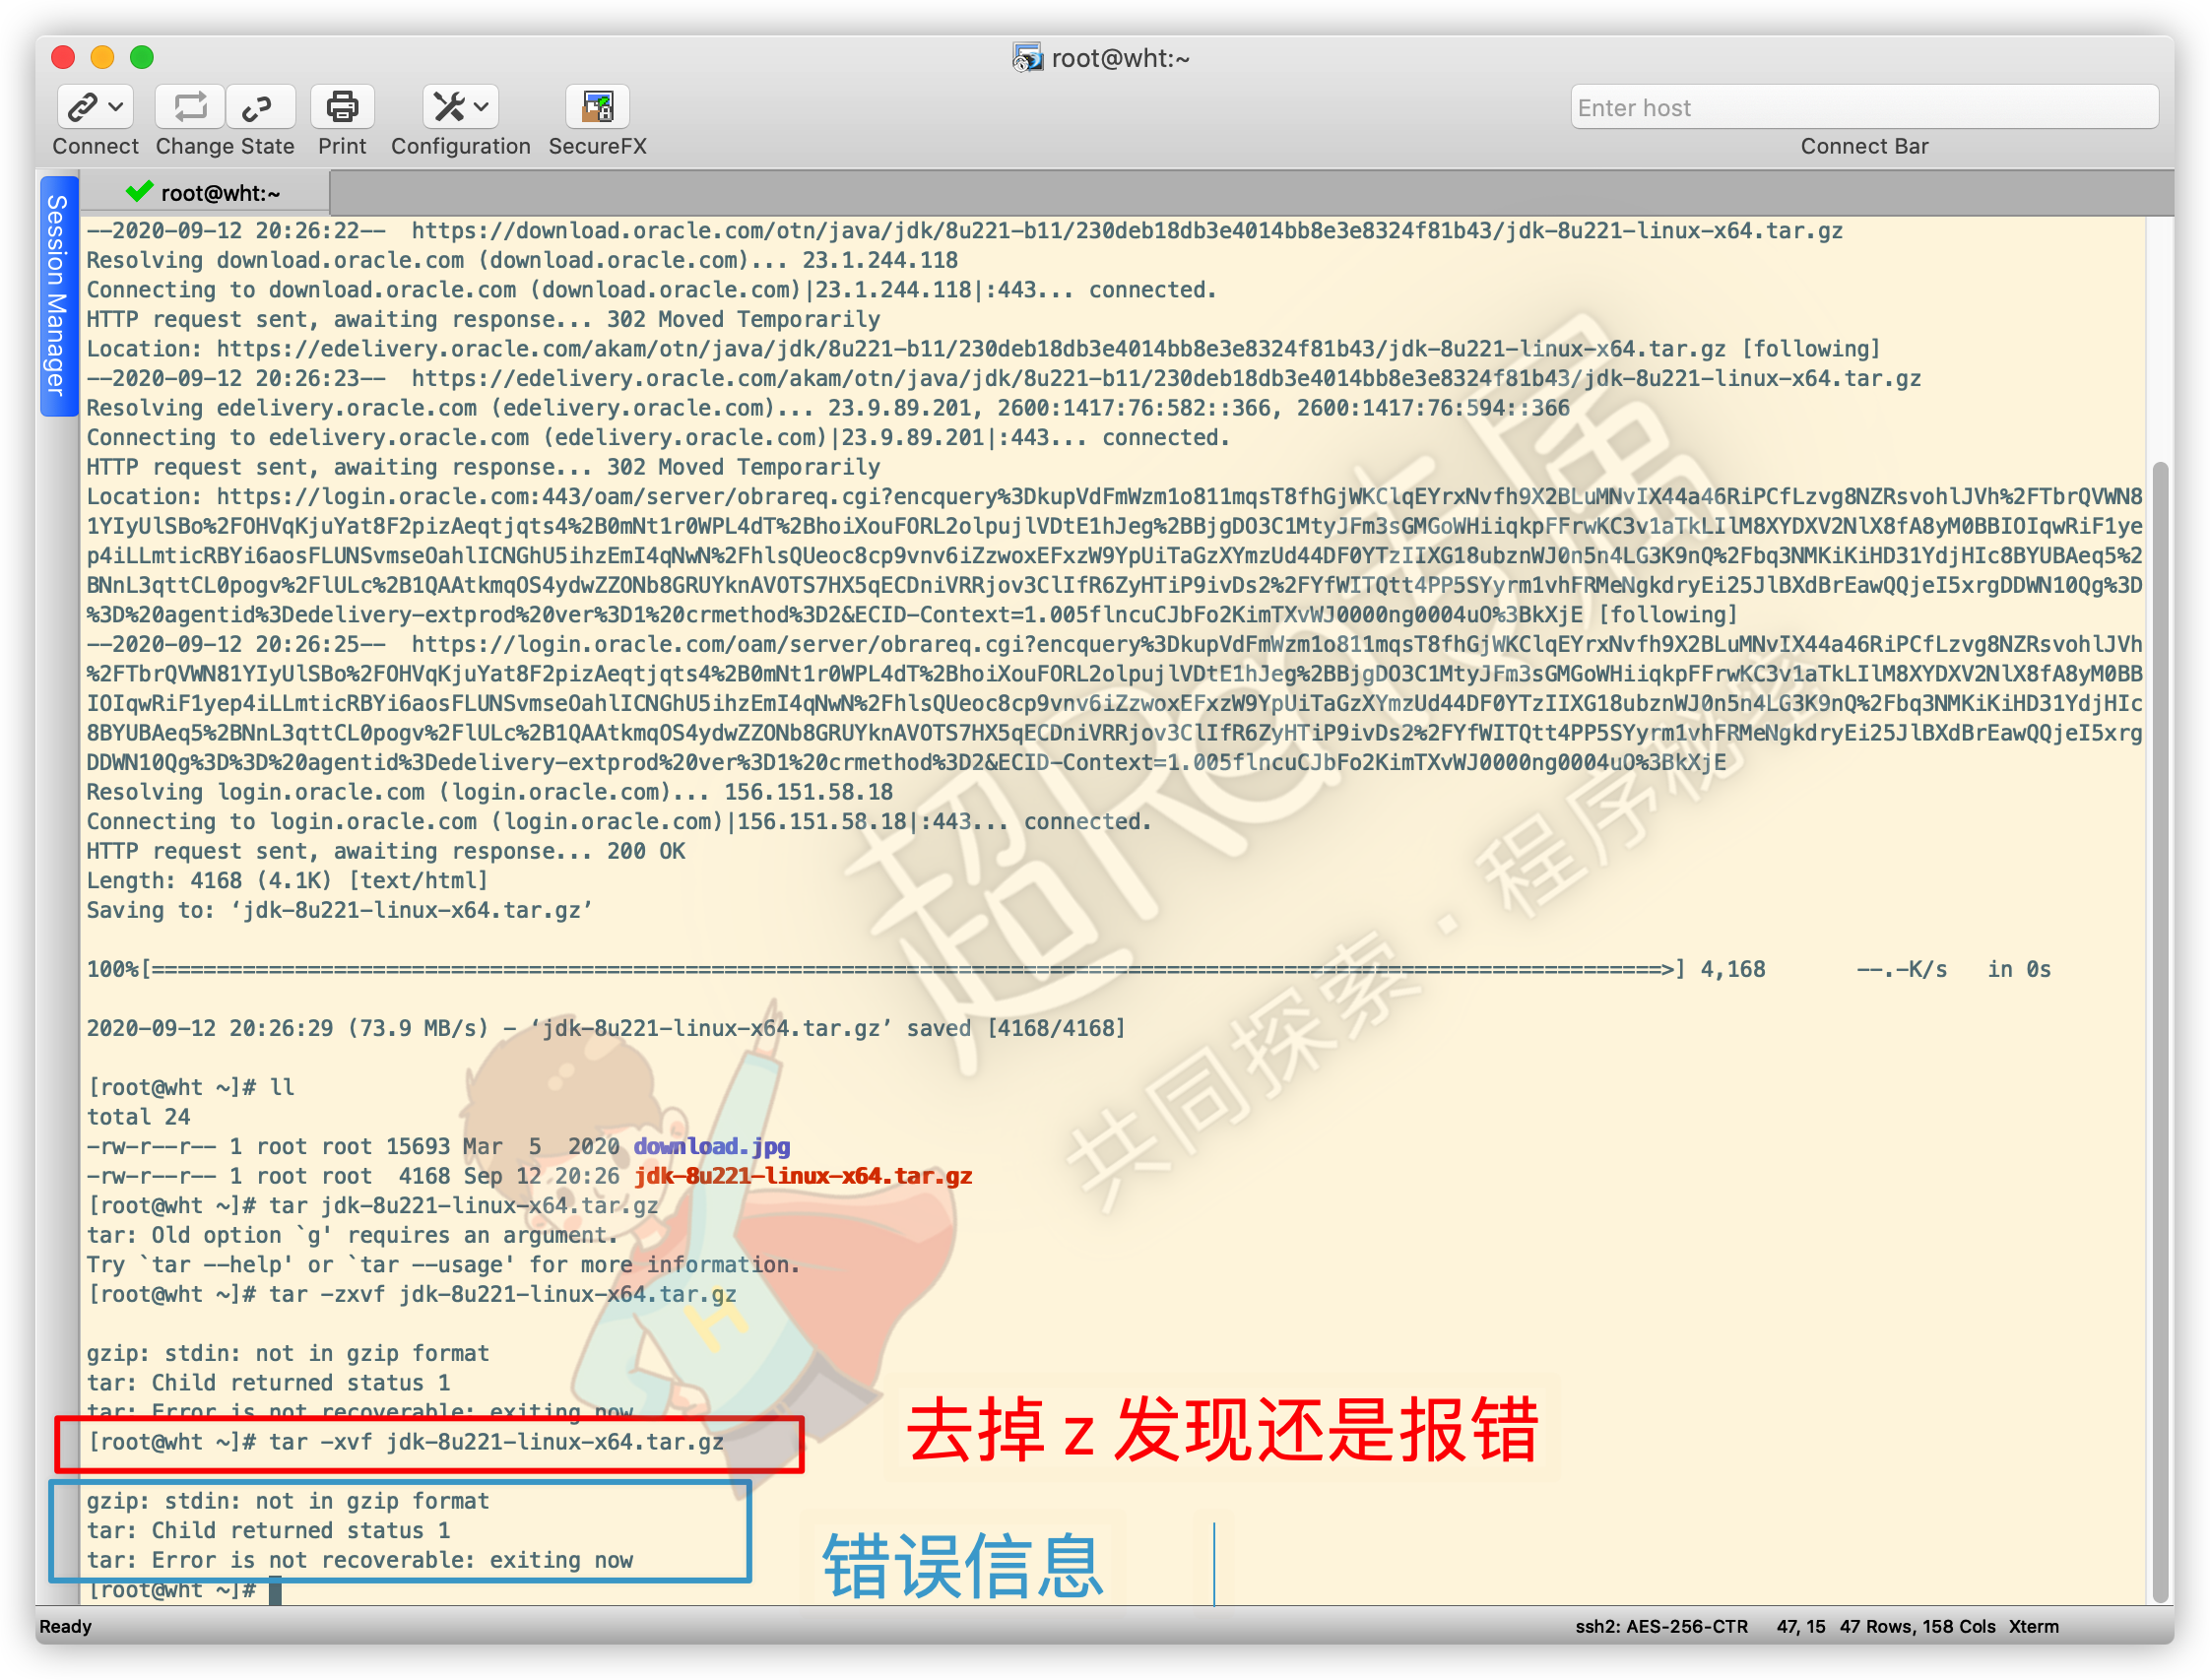 root@wht:~
Enter host
Connect Change State Print Configuration SecureFX Connect Bar
Session Manager
root@wht:~
--2020-09-12 20:26:22--  https://download.oracle.com/otn/java/jdk/8u221-b11/230deb18db3e4014bb8e3e8324f81b43/jdk-8u221-linux-x64.tar.gz
Resolving download.oracle.com (download.oracle.com)... 23.1.244.118
Connecting to download.oracle.com (download.oracle.com)|23.1.244.118|:443... connected.
HTTP request sent, awaiting response... 302 Moved Temporarily
Location: https://edelivery.oracle.com/akam/otn/java/jdk/8u221-b11/230deb18db3e4014bb8e3e8324f81b43/jdk-8u221-linux-x64.tar.gz [following]
--2020-09-12 20:26:23--  https://edelivery.oracle.com/akam/otn/java/jdk/8u221-b11/230deb18db3e4014bb8e3e8324f81b43/jdk-8u221-linux-x64.tar.gz
Resolving edelivery.oracle.com (edelivery.oracle.com)... 23.9.89.201, 2600:1417:76:582::366, 2600:1417:76:594::366
Connecting to edelivery.oracle.com (edelivery.oracle.com)|23.9.89.201|:443... connected.
HTTP request sent, awaiting response... 302 Moved Temporarily
Location: https://login.oracle.com:443/oam/server/obrareq.cgi?encquery%3DkupVdFmWzm1o811mqsT8fhGjWKClqEYrxNvfh9X2BLuMNvIX44a46RiPCfLzvg8NZRsvohlJVh%2FTbrQVWN8
1YIyUlSBo%2FOHVqKjuYat8F2pizAeqtjqts4%2B0mNt1r0WPL4dT%2BhoiXouFORL2olpujlVDtE1hJeg%2BBjgDO3C1MtyJFm3sGMGoWHiiqkpFFrwKC3v1aTkLIlM8XYDXV2NlX8fA8yM0BBIOIqwRiF1ye
p4iLLmticRBYi6aosFLUNSvmseOahlICNGhU5ihzEmI4qNwN%2FhlsQUeoc8cp9vnv6iZzwoxEFxzW9YpUiTaGzXYmzUd44DF0YTzIIXG18ubznWJ0n5n4LG3K9nQ%2Fbq3NMKiKiHD31YdjHIc8BYUBAeq5%2
BNnL3qttCL0pogv%2FlULc%2B1QAAtkmqOS4ydwZZONb8GRUYknAVOTS7HX5qECDniVRRjov3ClIfR6ZyHTiP9ivDs2%2FYfWITQtt4PP5SYyrm1vhFRMeNgkdryEi25JlBXdBrEawQQjeI5xrgDDWN10Qg%3D
%3D%20agentid%3Dedelivery-extprod%20ver%3D1%20crmethod%3D2&ECID-Context=1.005flncuCJbFo2KimTXvWJ0000ng0004uO%3BkXjE [following]
--2020-09-12 20:26:25--  https://login.oracle.com/oam/server/obrareq.cgi?encquery%3DkupVdFmWzm1o811mqsT8fhGjWKClqEYrxNvfh9X2BLuMNvIX44a46RiPCfLzvg8NZRsvohlJVh
%2FTbrQVWN81YIyUlSBo%2FOHVqKjuYat8F2pizAeqtjqts4%2B0mNt1r0WPL4dT%2BhoiXouFORL2olpujlVDtE1hJeg%2BBjgDO3C1MtyJFm3sGMGoWHiiqkpFFrwKC3v1aTkLIlM8XYDXV2NlX8fA8yM0BB
IOIqwRiF1yep4iLLmticRBYi6aosFLUNSvmseOahlICNGhU5ihzEmI4qNwN%2FhlsQUeoc8cp9vnv6iZzwoxEFxzW9YpUiTaGzXYmzUd44DF0YTzIIXG18ubznWJ0n5n4LG3K9nQ%2Fbq3NMKiKiHD31YdjHIc
8BYUBAeq5%2BNnL3qttCL0pogv%2FlULc%2B1QAAtkmqOS4ydwZZONb8GRUYknAVOTS7HX5qECDniVRRjov3ClIfR6ZyHTiP9ivDs2%2FYfWITQtt4PP5SYyrm1vhFRMeNgkdryEi25JlBXdBrEawQQjeI5xrg
DDWN10Qg%3D%3D%20agentid%3Dedelivery-extprod%20ver%3D1%20crmethod%3D2&ECID-Context=1.005flncuCJbFo2KimTXvWJ0000ng0004uO%3BkXjE
Resolving login.oracle.com (login.oracle.com)... 156.151.58.18
Connecting to login.oracle.com (login.oracle.com)|156.151.58.18|:443... connected.
HTTP request sent, awaiting response... 200 OK
Length: 4168 (4.1K) [text/html]
Saving to: ‘jdk-8u221-linux-x64.tar.gz’
100%[====================================================================================================================>] 4,168       --.-K/s   in 0s
2020-09-12 20:26:29 (73.9 MB/s) - ‘jdk-8u221-linux-x64.tar.gz’ saved [4168/4168]
[root@wht ~]# ll
total 24
-rw-r--r-- 1 root root 15693 Mar  5  2020 download.jpg
-rw-r--r-- 1 root root  4168 Sep 12 20:26 jdk-8u221-linux-x64.tar.gz
[root@wht ~]# tar jdk-8u221-linux-x64.tar.gz
tar: Old option `g' requires an argument.
Try `tar --help' or `tar --usage' for more information.
[root@wht ~]# tar -zxvf jdk-8u221-linux-x64.tar.gz
gzip: stdin: not in gzip format
tar: Child returned status 1
tar: Error is not recoverable: exiting now
[root@wht ~]# tar -xvf jdk-8u221-linux-x64.tar.gz
去掉 z 发现还是报错
gzip: stdin: not in gzip format
tar: Child returned status 1
tar: Error is not recoverable: exiting now
错误信息
[root@wht ~]#
超Ren专属
共同探索·程序秘密
H
Ready
ssh2: AES-256-CTR 47, 15 47 Rows, 158 Cols Xterm